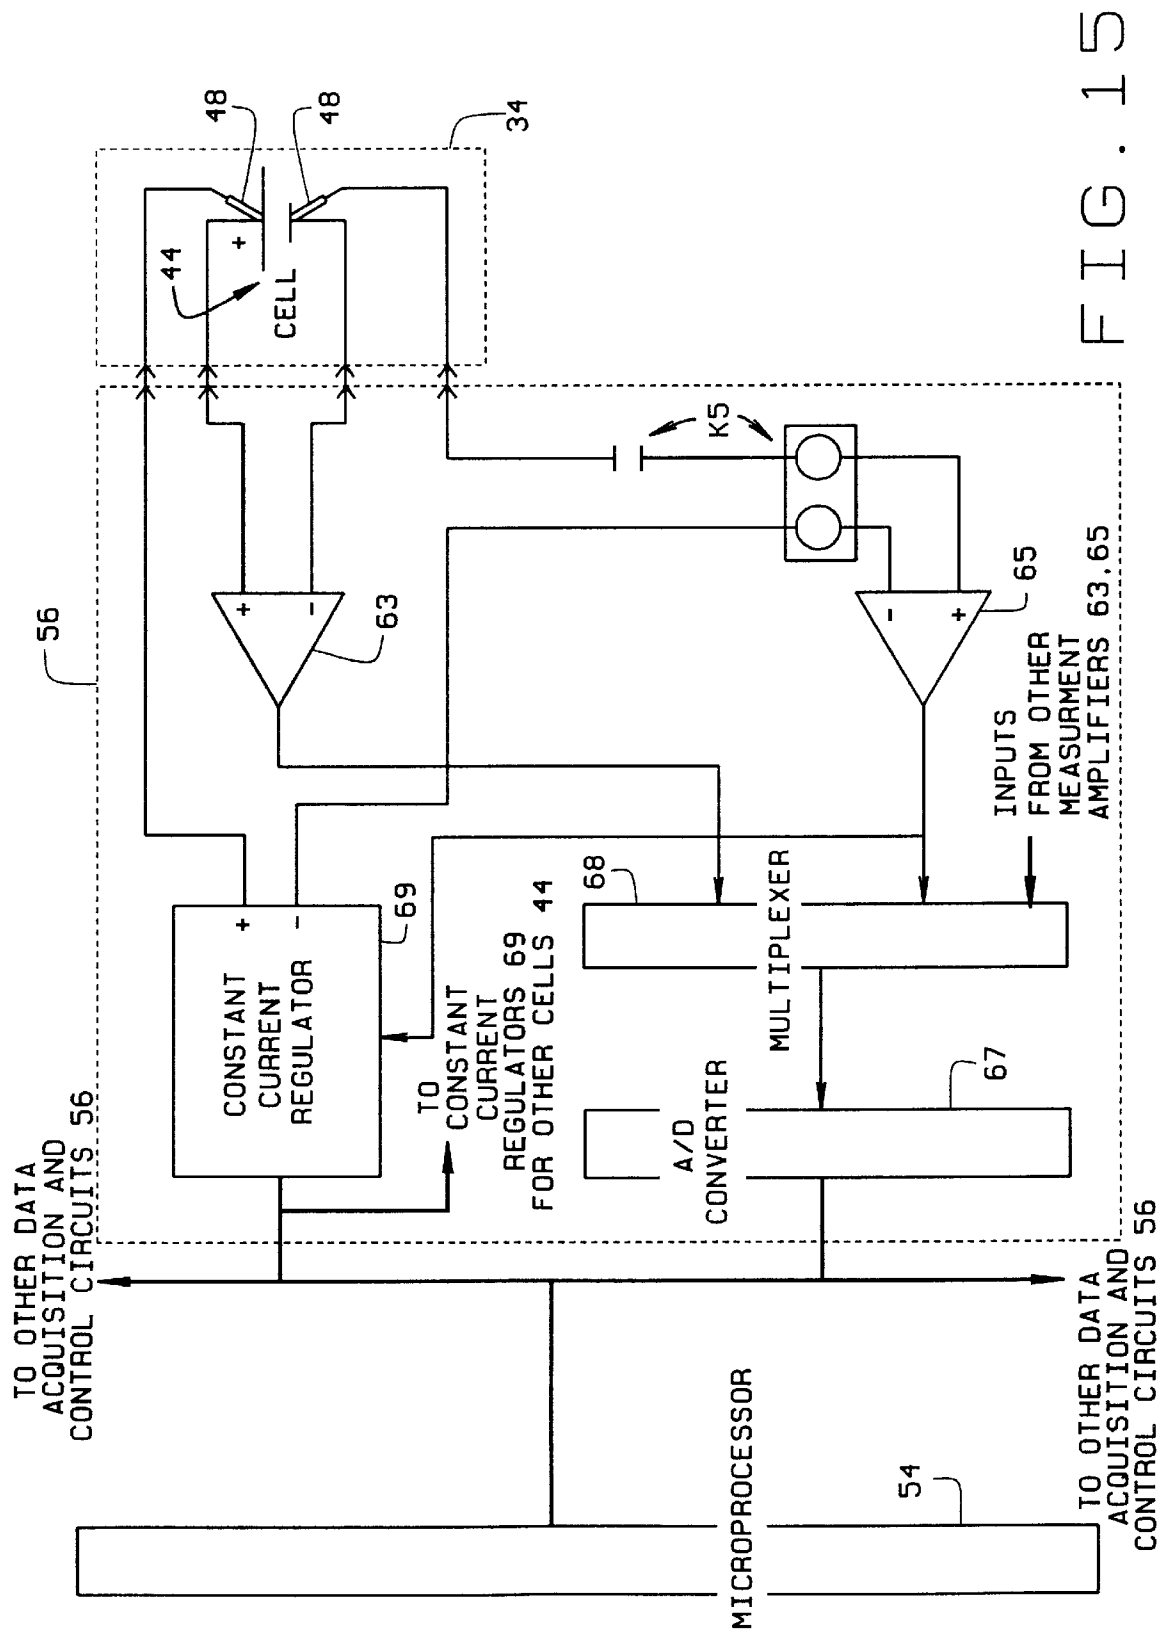 TO OTHER DATA
ACQUISITION AND
CONTROL CIRCUITS 56
56
CONSTANT
CURRENT
REGULATOR
+
-
69
TO
CONSTANT
CURRENT
REGULATORS 69
FOR OTHER CELLS 44
63
+
-
44
+
CELL
48
48
34
MICROPROCESSOR
54
A/D
CONVERTER
67
MULTIPLEXER
68
K5
-
+
65
INPUTS
FROM OTHER
MEASURMENT
AMPLIFIERS 63,65
TO OTHER DATA
ACQUISITION AND
CONTROL CIRCUITS 56
FIG. 15